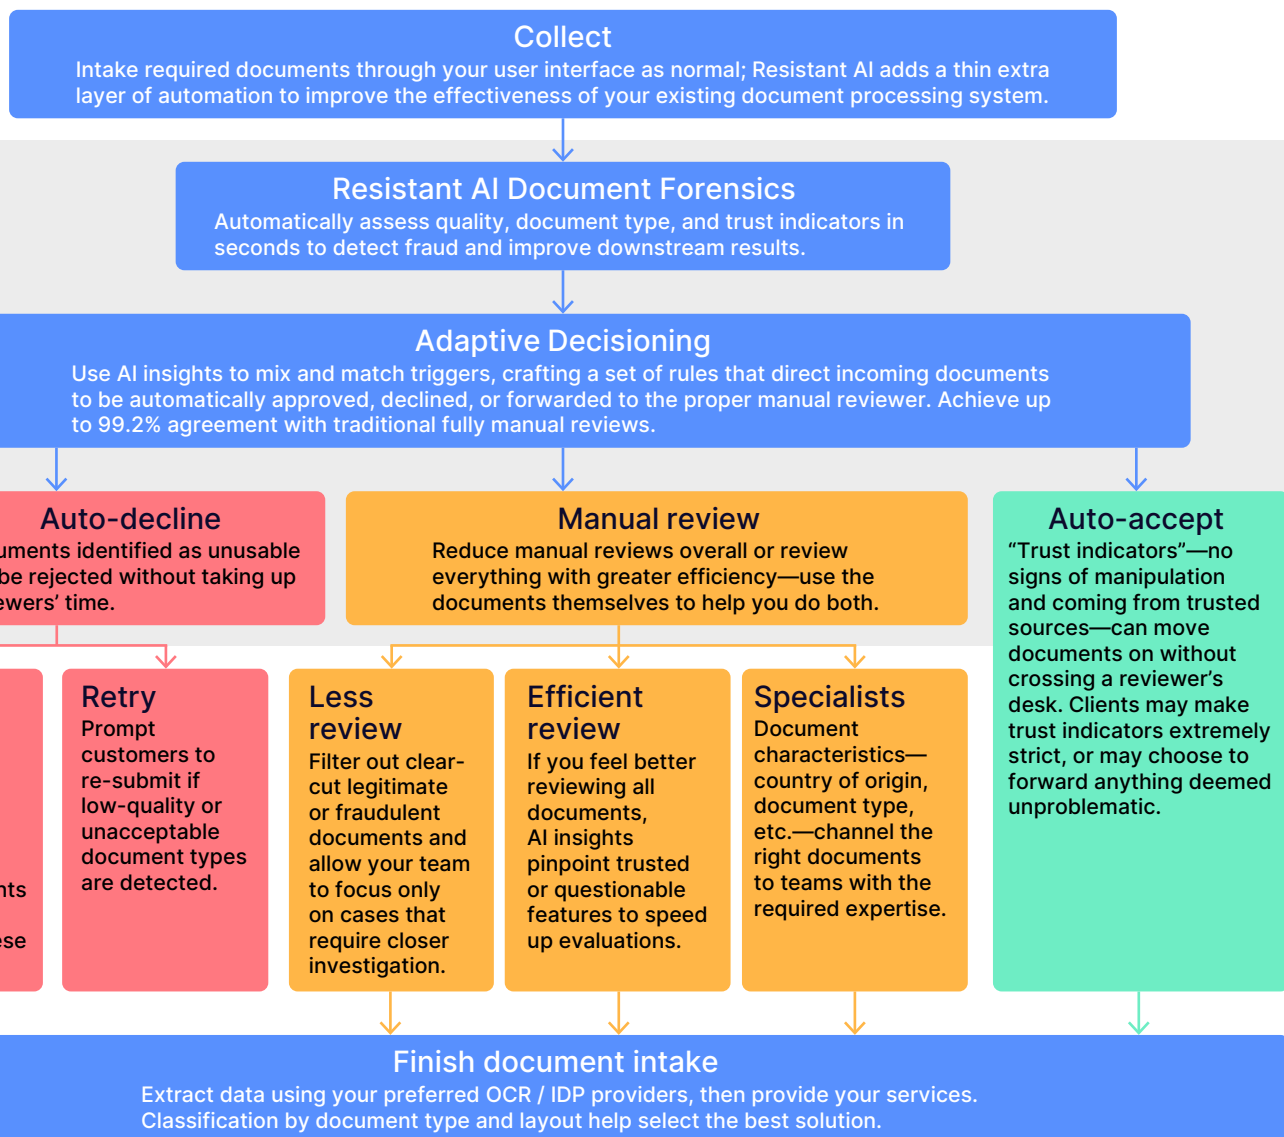 Collect
Intake required documents through your user interface as normal; Resistant AI adds a thin extra
layer of automation to improve the effectiveness of your existing document processing system.
Resistant AI Document Forensics
Automatically assess quality, document type, and trust indicators in
seconds to detect fraud and improve downstream results.
Adaptive Decisioning
Use AI insights to mix and match triggers, crafting a set of rules that direct incoming documents
to be automatically approved, declined, or forwarded to the proper manual reviewer. Achieve up
to 99.2% agreement with traditional fully manual reviews.
Auto-decline
identified as unusable
be rejected without taking up
time.
Manual review
Reduce manual reviews overall or review
everything with greater efficiency—use the
documents themselves to help you do both.
Auto-accept
“Trust indicators”—no
signs of manipulation
and coming from trusted
sources—can move
documents on without
crossing a reviewer’s
desk. Clients may make
trust indicators extremely
strict, or may choose to
forward anything deemed
unproblematic.
Retry
Prompt
customers to
re-submit if
low-quality or
unacceptable
document types
are detected.
Less
review
Filter out clear-
cut legitimate
or fraudulent
documents and
allow your team
to focus only
on cases that
require closer
investigation.
Efficient
review
If you feel better
reviewing all
documents,
AI insights
pinpoint trusted
or questionable
features to speed
up evaluations.
Specialists
Document
characteristics—
country of origin,
document type,
etc.—channel the
right documents
to teams with the
required expertise.
Finish document intake
Extract data using your preferred OCR / IDP providers, then provide your services.
Classification by document type and layout help select the best solution.